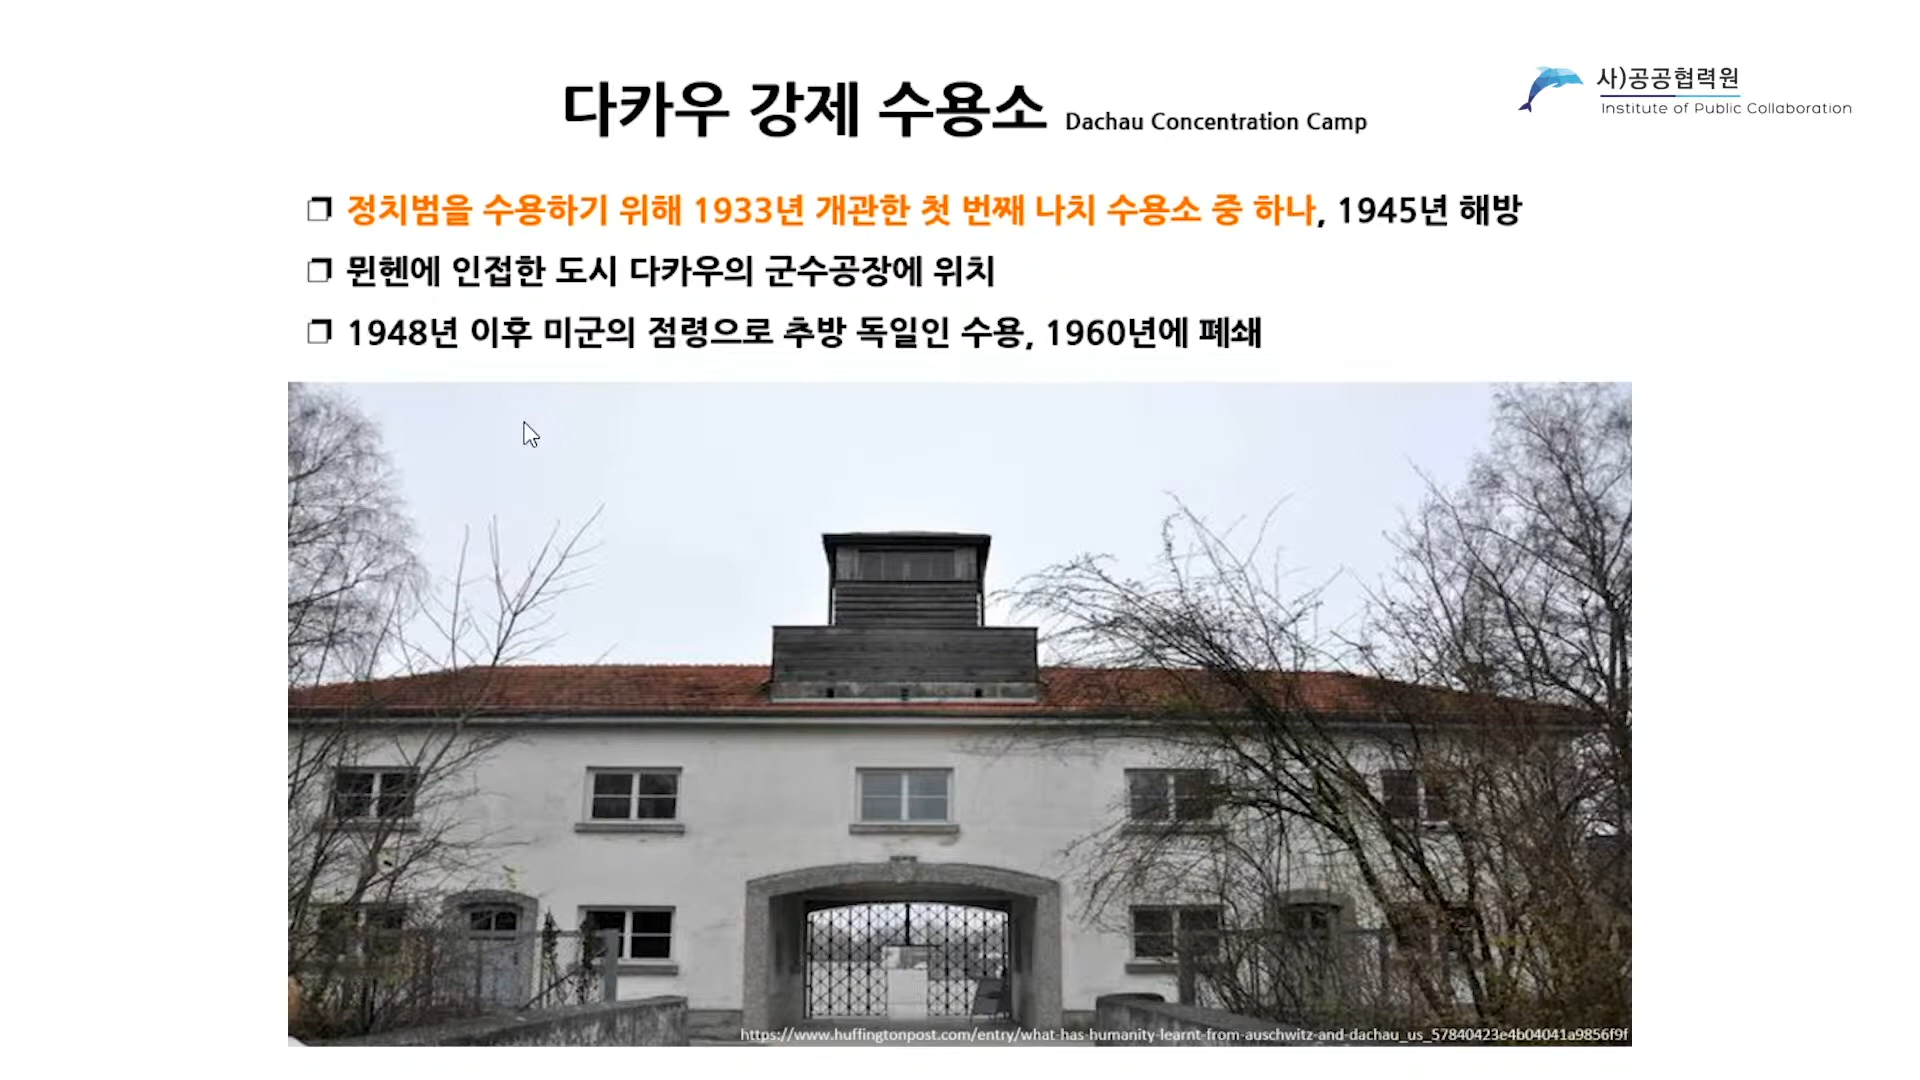 다카우 강제 수용소 Dachau Concentration Camp
사)공공협력원
Institute of Public Collaboration
❐ 정치범을 수용하기 위해 1933년 개관한 첫 번째 나치 수용소 중 하나, 1945년 해방
❐ 뮌헨에 인접한 도시 다카우의 군수공장에 위치
❐ 1948년 이후 미군의 점령으로 추방 독일인 수용, 1960년에 폐쇄
https://www.huffingtonpost.com/entry/what-has-humanity-learnt-from-auschwitz-and-dachau_us_57840423e4b04041a9856f9f